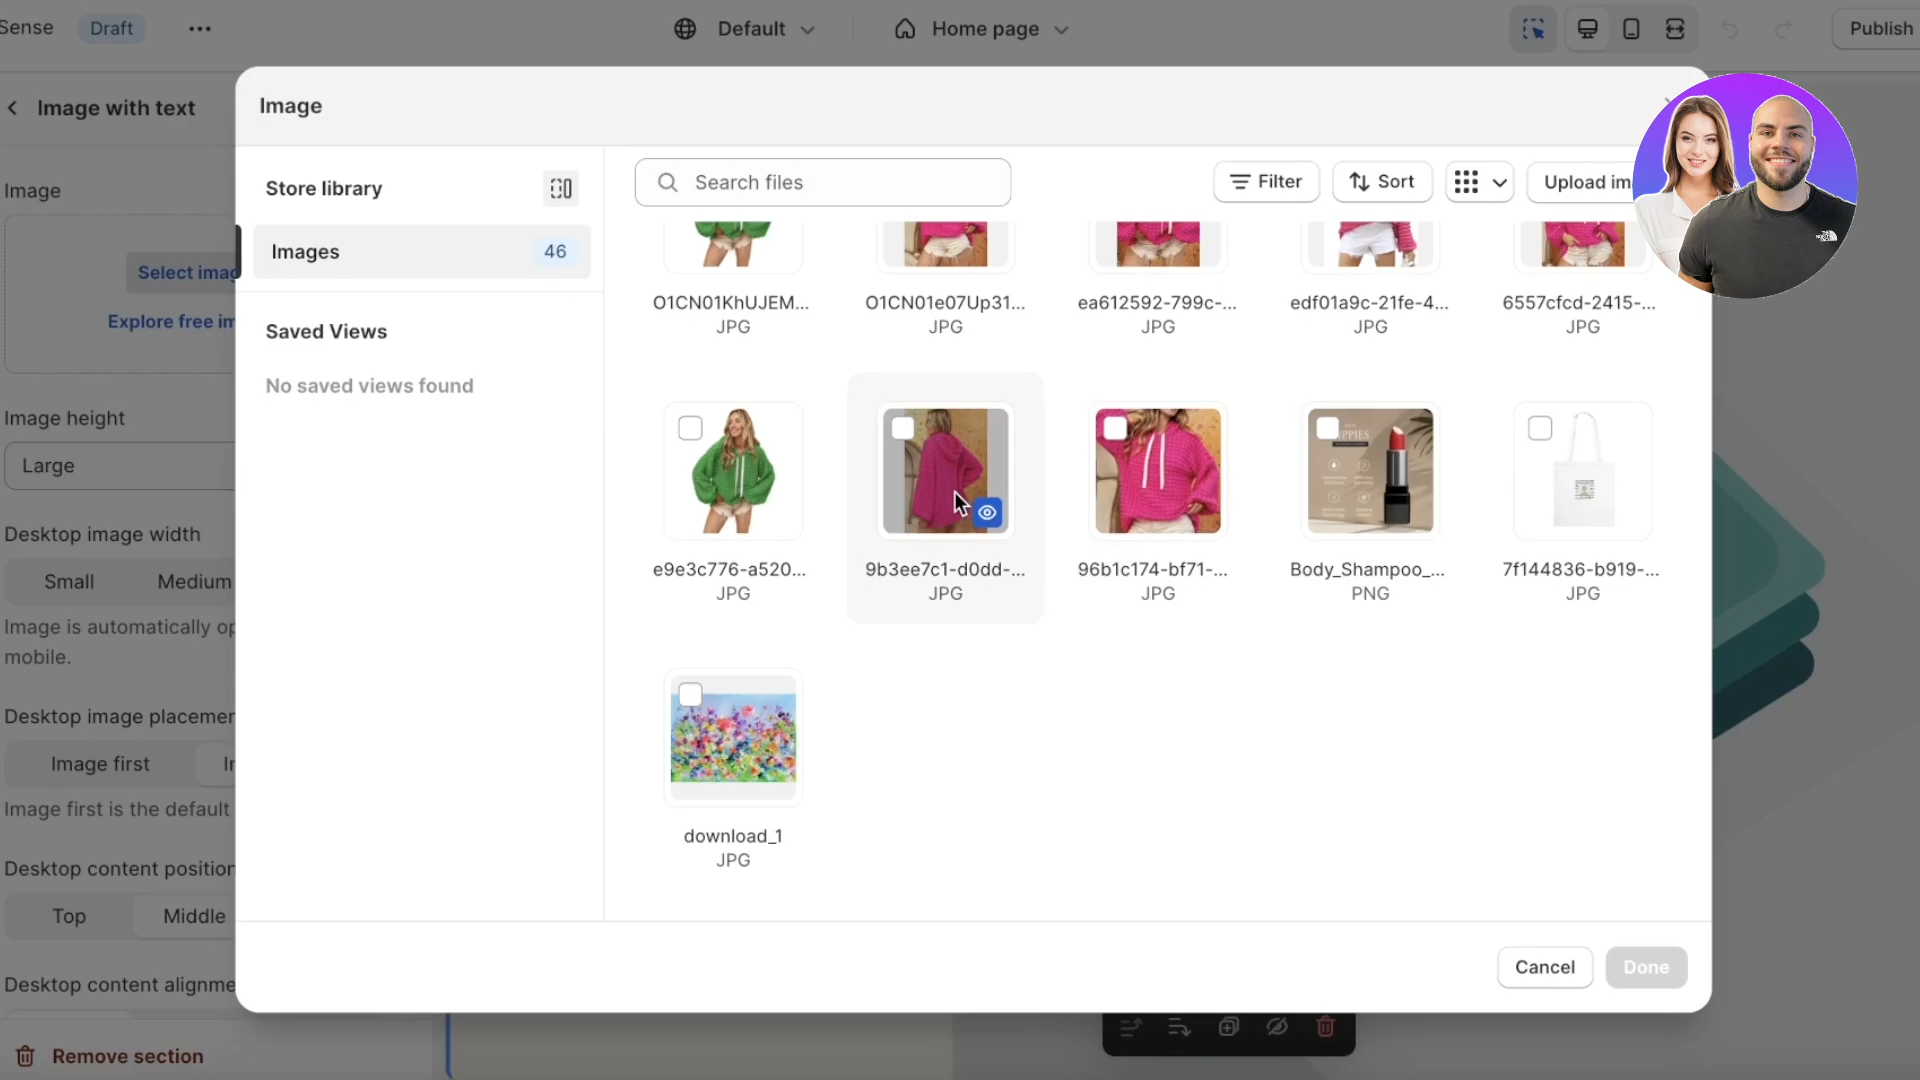 Sense
Draft
Default
Home page
Publish
Image with text
Image
Store library
Search files
Filter
Sort
Upload im
Image
Images
46
Select imag
Explore free im
Saved Views
No saved views found
O1CN01KhUJEM...
JPG
O1CN01e07Up31...
JPG
ea612592-799c-...
JPG
edf01a9c-21fe-4...
JPG
6557cfcd-2415-...
JPG
Image height
Large
Desktop image width
Small
Medium
Image is automatically op
mobile.
e9e3c776-a520...
JPG
9b3ee7c1-d0dd-...
JPG
96b1c174-bf71-...
JPG
Body_Shampoo_...
PNG
7f144836-b919-...
JPG
Desktop image placemen
Image first
Image first is the default
download_1
JPG
Desktop content position
Top
Middle
Desktop content alignme
Cancel
Done
Remove section